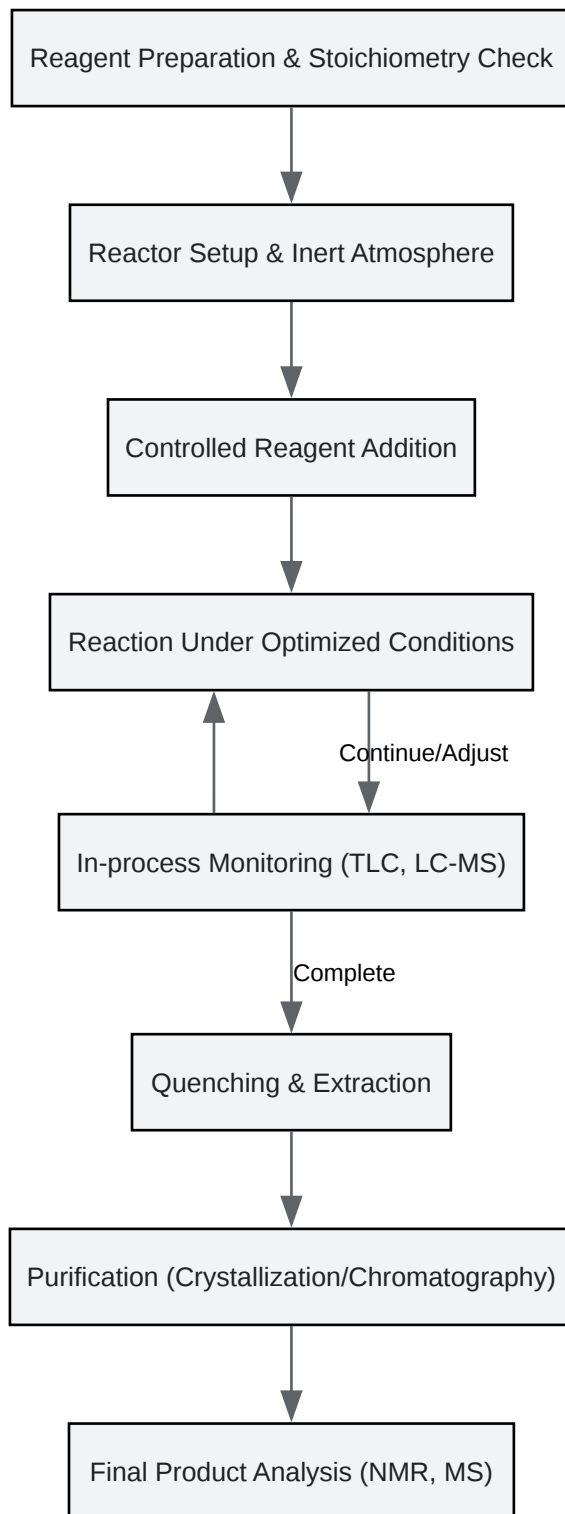 Reagent Preparation & Stoichiometry Check
Reactor Setup & Inert Atmosphere
Controlled Reagent Addition
Reaction Under Optimized Conditions
Continue/Adjust
In-process Monitoring (TLC, LC-MS)
Complete
Quenching & Extraction
Purification (Crystallization/Chromatography)
Final Product Analysis (NMR, MS)